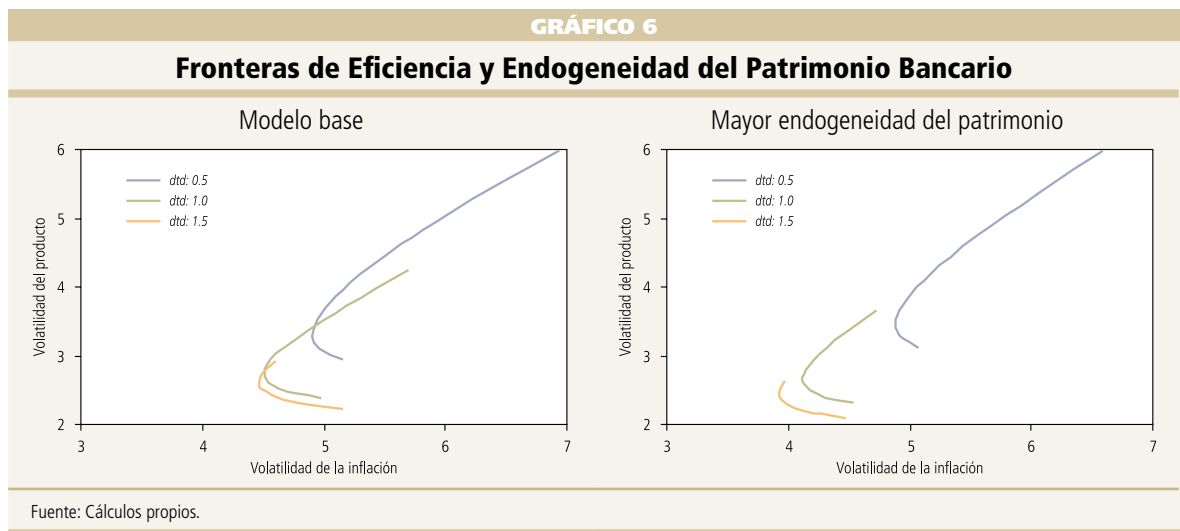 GRÁFICO 6
Fronteras de Eficiencia y Endogeneidad del Patrimonio Bancario
Modelo base
6
5
4
3
2
Volatilidad del producto
dtd: 0.5
dtd: 1.0
dtd: 1.5
3
4
5
6
7
Volatilidad de la inflación
Mayor endogeneidad del patrimonio
6
5
4
3
2
Volatilidad del producto
dtd: 0.5
dtd: 1.0
dtd: 1.5
3
4
5
6
7
Volatilidad de la inflación
Fuente: Cálculos propios.